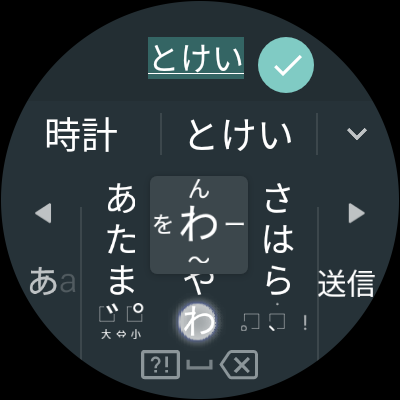 とけい
時計 とけい
あ ん さ
を わ ー
た は
〜
ま や ら
あa 送信
大⇔小 わ 、 !
?!